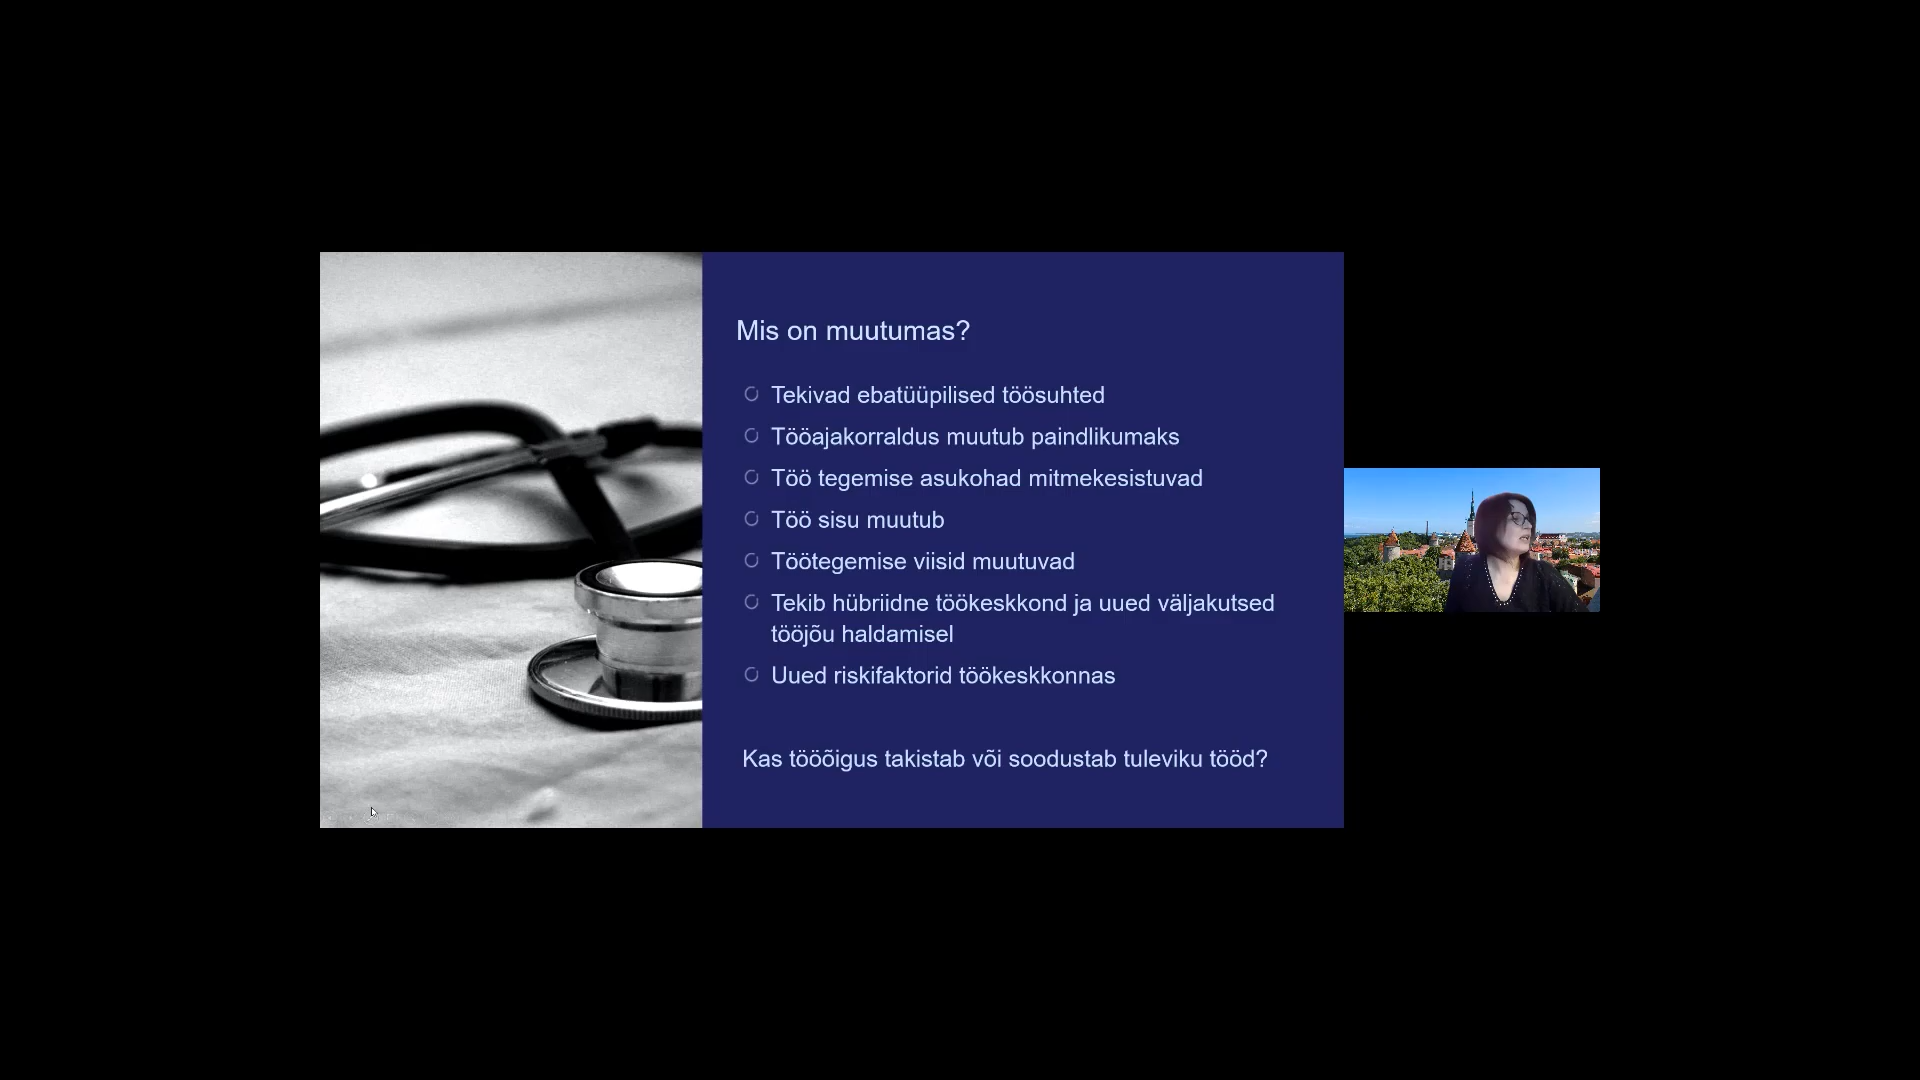 Mis on muutumas?
Tekivad ebatüüpilised töösuhted
Tööajakorraldus muutub paindlikumaks
Töö tegemise asukohad mitmekesistuvad
Töö sisu muutub
Töötegemise viisid muutuvad
Tekib hübriidne töökeskkond ja uued väljakutsed
tööjõu haldamisel
Uued riskifaktorid töökeskkonnas
Kas tööõigus takistab või soodustab tuleviku tööd?